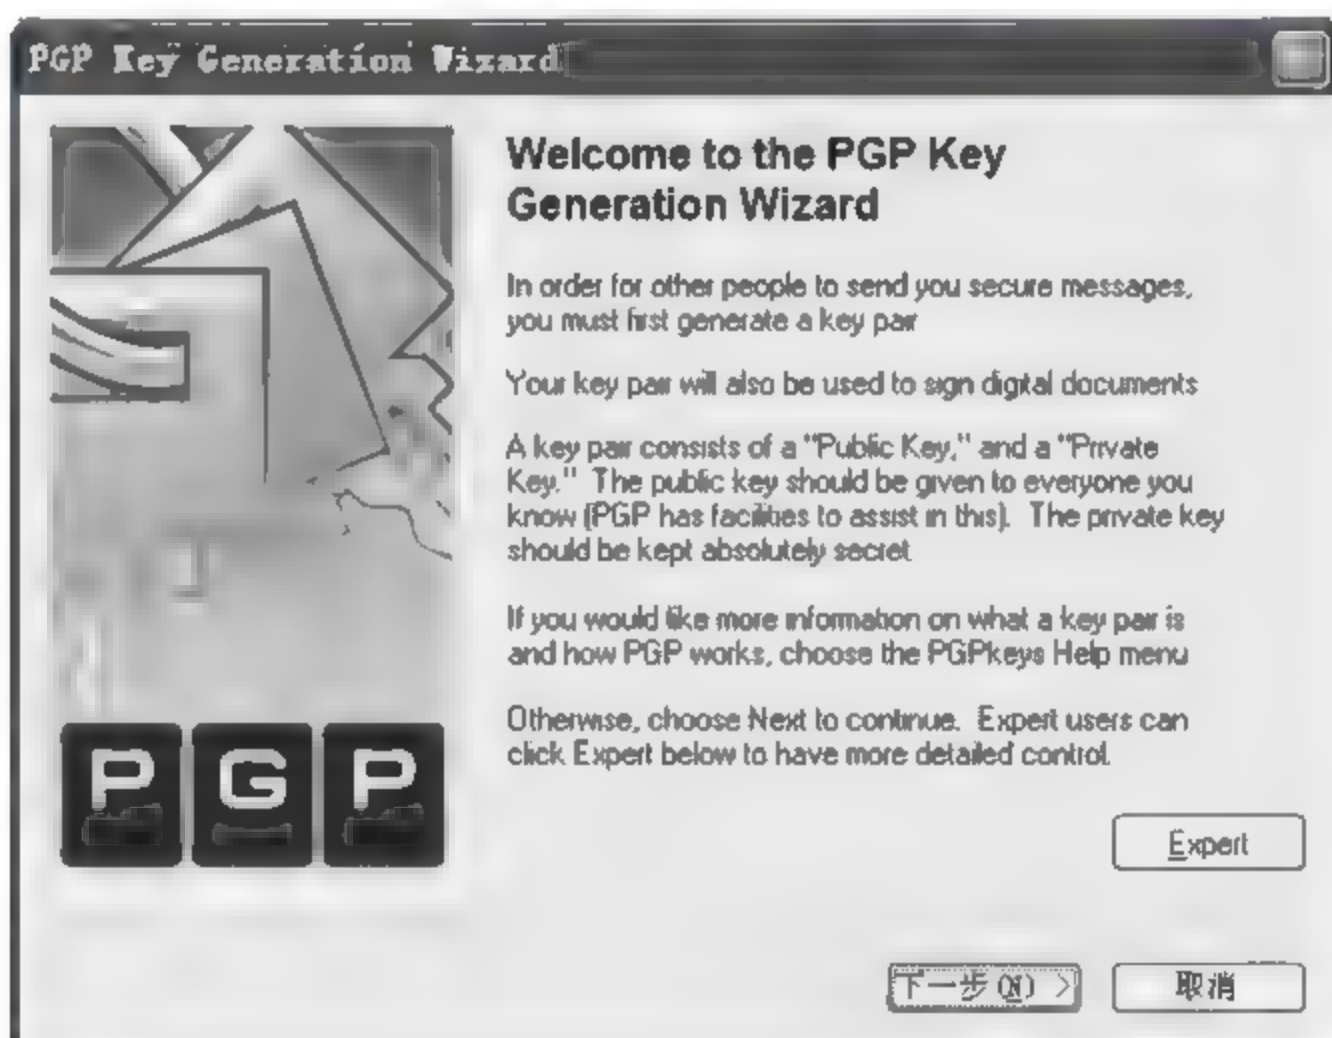 PGP Key Generation Wizard
Welcome to the PGP Key
Generation Wizard
In order for other people to send you secure messages,
you must first generate a key pair
Your key pair will also be used to sign digital documents
A key pair consists of a "Public Key," and a "Private
Key." The public key should be given to everyone you
know (PGP has facilities to assist in this). The private key
should be kept absolutely secret
If you would like more information on what a key pair is
and how PGP works, choose the PGPkeys Help menu
Otherwise, choose Next to continue. Expert users can
click Expert below to have more detailed control.
PGP
Expert
下一步(N) >
取消